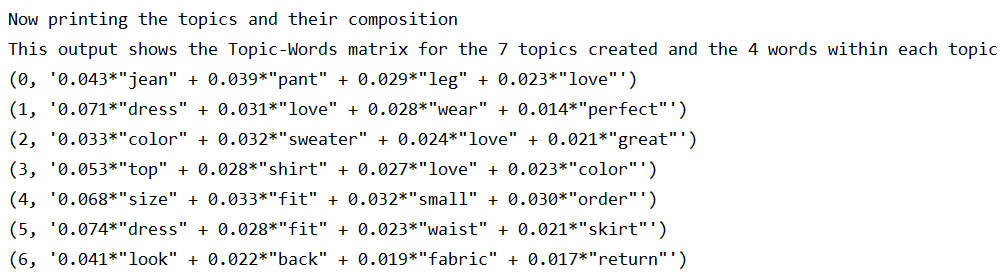 Now printing the topics and their composition
This output shows the Topic-Words matrix for the 7 topics created and the 4 words within each topic
(0, '0.043*"jean" + 0.039*"pant" + 0.029*"leg" + 0.023*"love"')
(1, '0.071*"dress" + 0.031*"love" + 0.028*"wear" + 0.014*"perfect"')
(2, '0.033*"color" + 0.032*"sweater" + 0.024*"love" + 0.021*"great"')
(3, '0.053*"top" + 0.028*"shirt" + 0.027*"love" + 0.023*"color"')
(4, '0.068*"size" + 0.033*"fit" + 0.032*"small" + 0.030*"order"')
(5, '0.074*"dress" + 0.028*"fit" + 0.023*"waist" + 0.021*"skirt"')
(6, '0.041*"look" + 0.022*"back" + 0.019*"fabric" + 0.017*"return"')